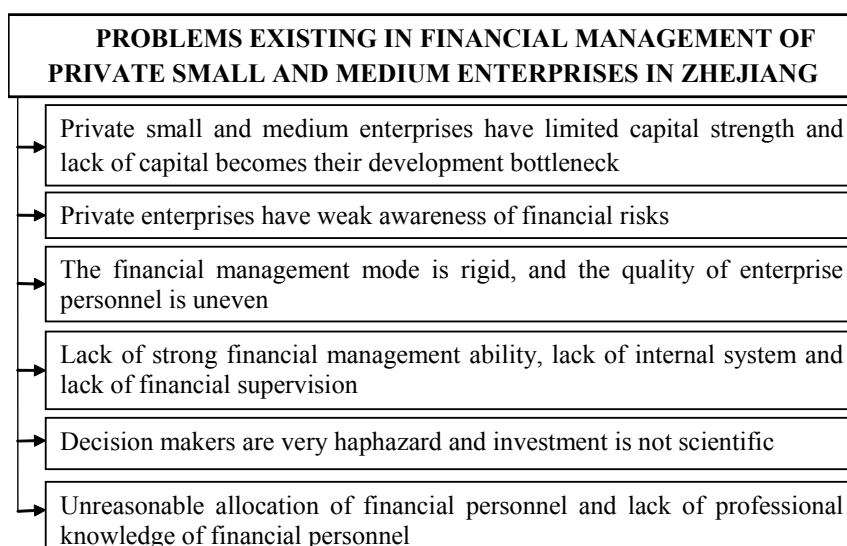 PROBLEMS EXISTING IN FINANCIAL MANAGEMENT OF
PRIVATE SMALL AND MEDIUM ENTERPRISES IN ZHEJIANG
Private small and medium enterprises have limited capital strength and
lack of capital becomes their development bottleneck
Private enterprises have weak awareness of financial risks
The financial management mode is rigid, and the quality of enterprise
personnel is uneven
Lack of strong financial management ability, lack of internal system and
lack of financial supervision
Decision makers are very haphazard and investment is not scientific
Unreasonable allocation of financial personnel and lack of professional
knowledge of financial personnel